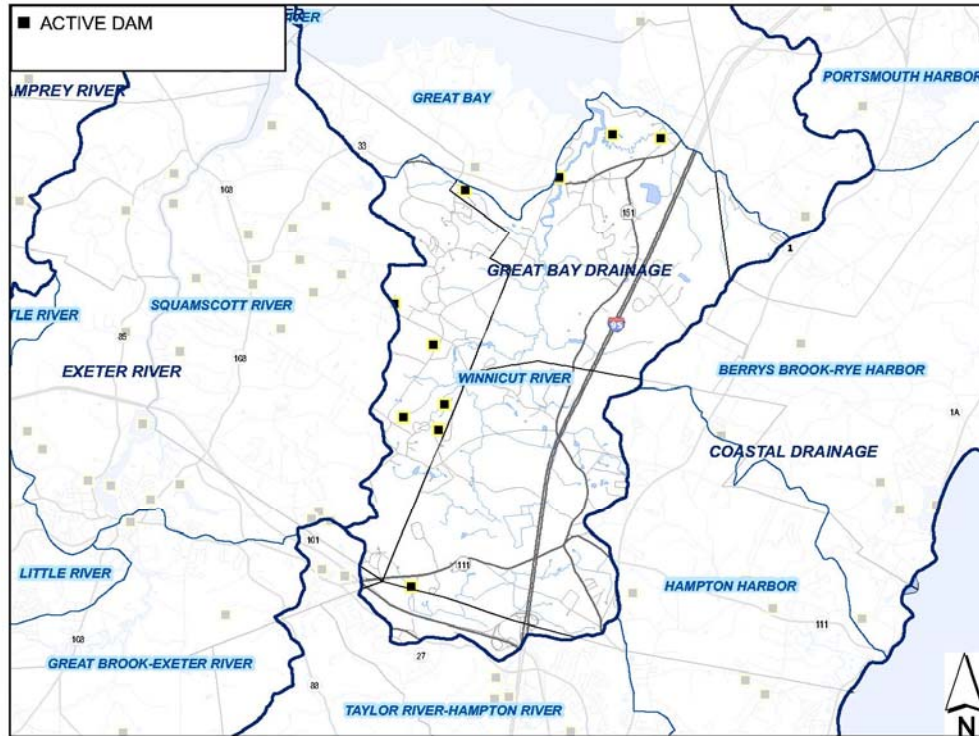 ACTIVE DAM
RIVER
AMPREY RIVER
GREAT BAY
PORTSMOUTH HARBOR
33
108
151
1
GREAT BAY DRAINAGE
SQUAMSCOTT RIVER
TLE RIVER
95
85
108
EXETER RIVER
WINNICUT RIVER
BERRYS BROOK-RYE HARBOR
1A
COASTAL DRAINAGE
101
111
LITTLE RIVER
HAMPTON HARBOR
111
108
27
GREAT BROOK-EXETER RIVER
88
TAYLOR RIVER-HAMPTON RIVER
N